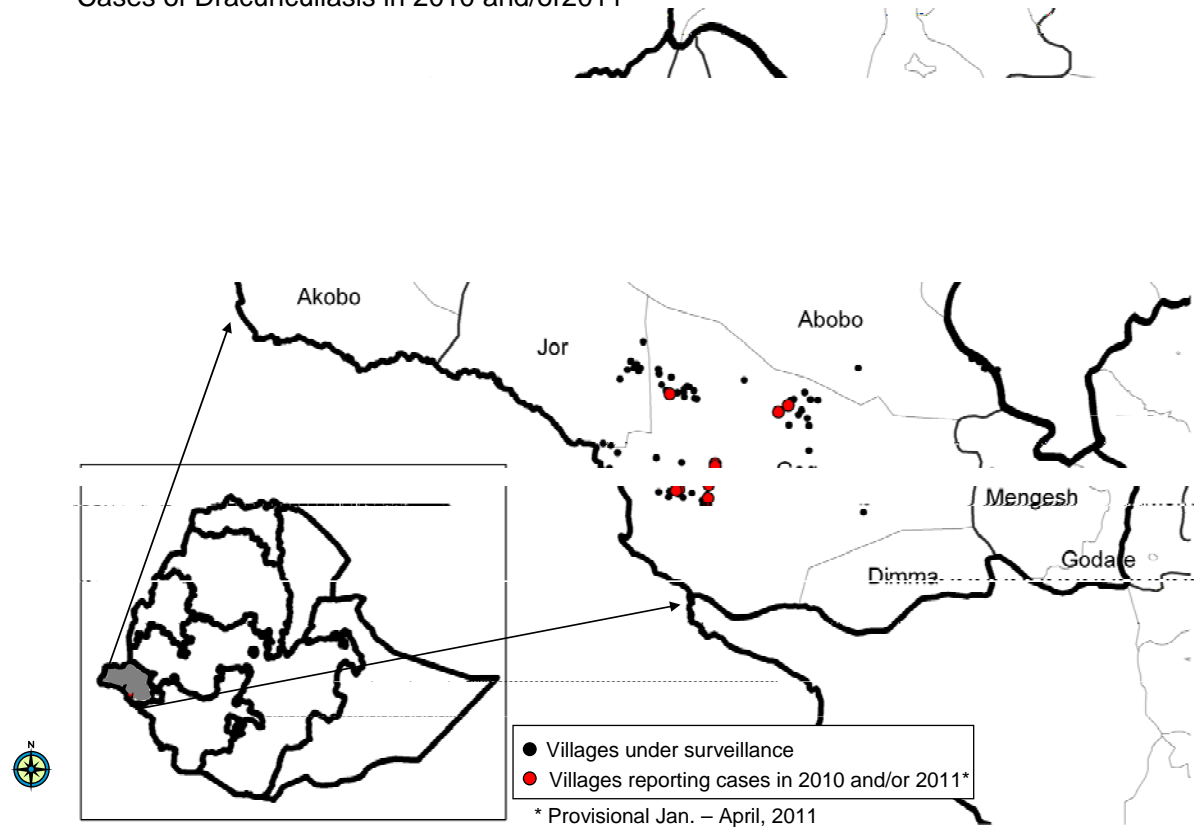 Cases of Dracunculiasis in 2010 and/or2011
Akobo
Abobo
Jor
Mengesh
Godare
Dimma
N
Villages under surveillance
Villages reporting cases in 2010 and/or 2011*
* Provisional Jan. – April, 2011